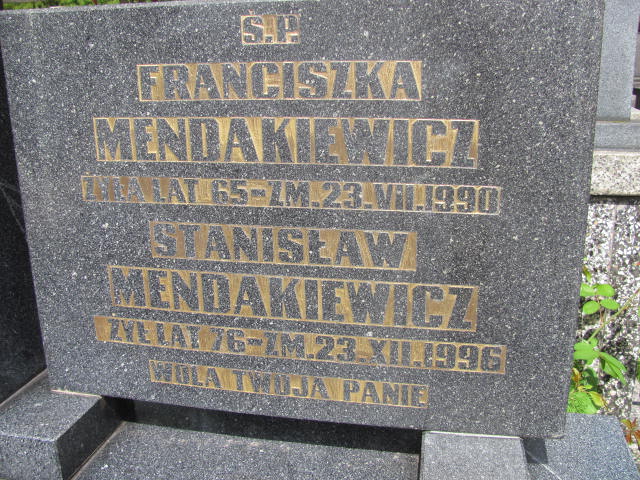 Ś.P.
FRANCISZKA
MENDAKIEWICZ
ŻYŁA LAT 65-ZM.23.VII.1990
STANISŁAW
MENDAKIEWICZ
ŻYŁ LAT 76-ZM.23.XII.1996
WOLA TWOJA PANIE